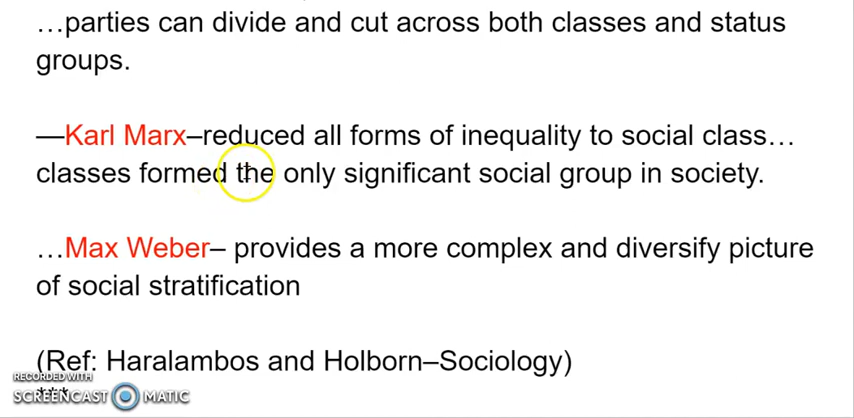 …parties can divide and cut across both classes and status
groups.
—Karl Marx–reduced all forms of inequality to social class…
classes formed the only significant social group in society.
…Max Weber– provides a more complex and diversify picture
of social stratification
(Ref: Haralambos and Holborn–Sociology)
***
RECORDED WITH
SCREENCAST MATIC